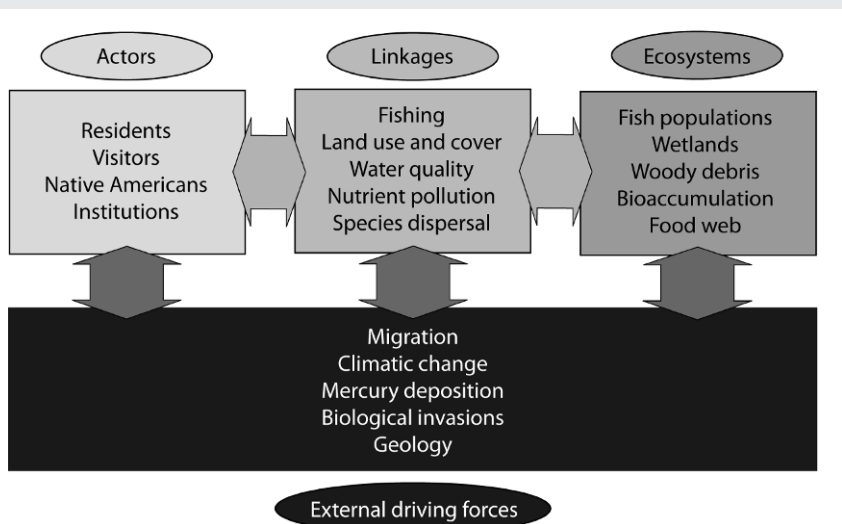 Actors
Linkages
Ecosystems
Residents
Visitors
Native Americans
Institutions
Fishing
Land use and cover
Water quality
Nutrient pollution
Species dispersal
Fish populations
Wetlands
Woody debris
Bioaccumulation
Food web
Migration
Climatic change
Mercury deposition
Biological invasions
Geology
External driving forces